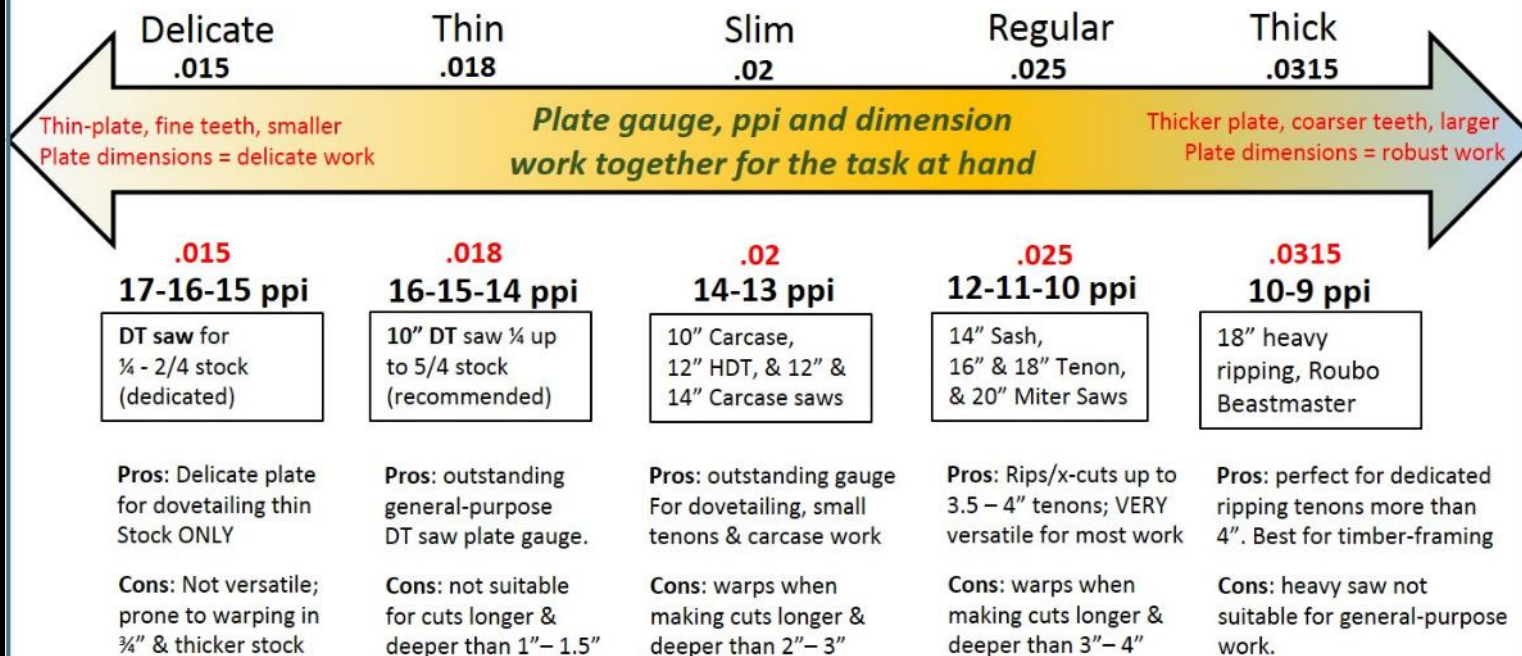 Delicate
.015
Thin
.018
Slim
.02
Regular
.025
Thick
.0315
Thin-plate, fine teeth, smaller
Plate dimensions = delicate work
Plate gauge, ppi and dimension
work together for the task at hand
Thicker plate, coarser teeth, larger
Plate dimensions = robust work
.015
17-16-15 ppi
DT saw for
¼ - 2/4 stock
(dedicated)
Pros: Delicate plate
for dovetailing thin
Stock ONLY
Cons: Not versatile;
prone to warping in
¾” & thicker stock
.018
16-15-14 ppi
10” DT saw ¼ up
to 5/4 stock
(recommended)
Pros: outstanding
general-purpose
DT saw plate gauge.
Cons: not suitable
for cuts longer &
deeper than 1”– 1.5”
.02
14-13 ppi
10” Carcase,
12” HDT, & 12” &
14” Carcase saws
Pros: outstanding gauge
For dovetailing, small
tenons & carcase work
Cons: warps when
making cuts longer &
deeper than 2”– 3”
.025
12-11-10 ppi
14” Sash,
16” & 18” Tenon,
& 20” Miter Saws
Pros: Rips/x-cuts up to
3.5 – 4” tenons; VERY
versatile for most work
Cons: warps when
making cuts longer &
deeper than 3”– 4”
.0315
10-9 ppi
18” heavy
ripping, Roubo
Beastmaster
Pros: perfect for dedicated
ripping tenons more than
4”. Best for timber-framing
Cons: heavy saw not
suitable for general-purpose
work.